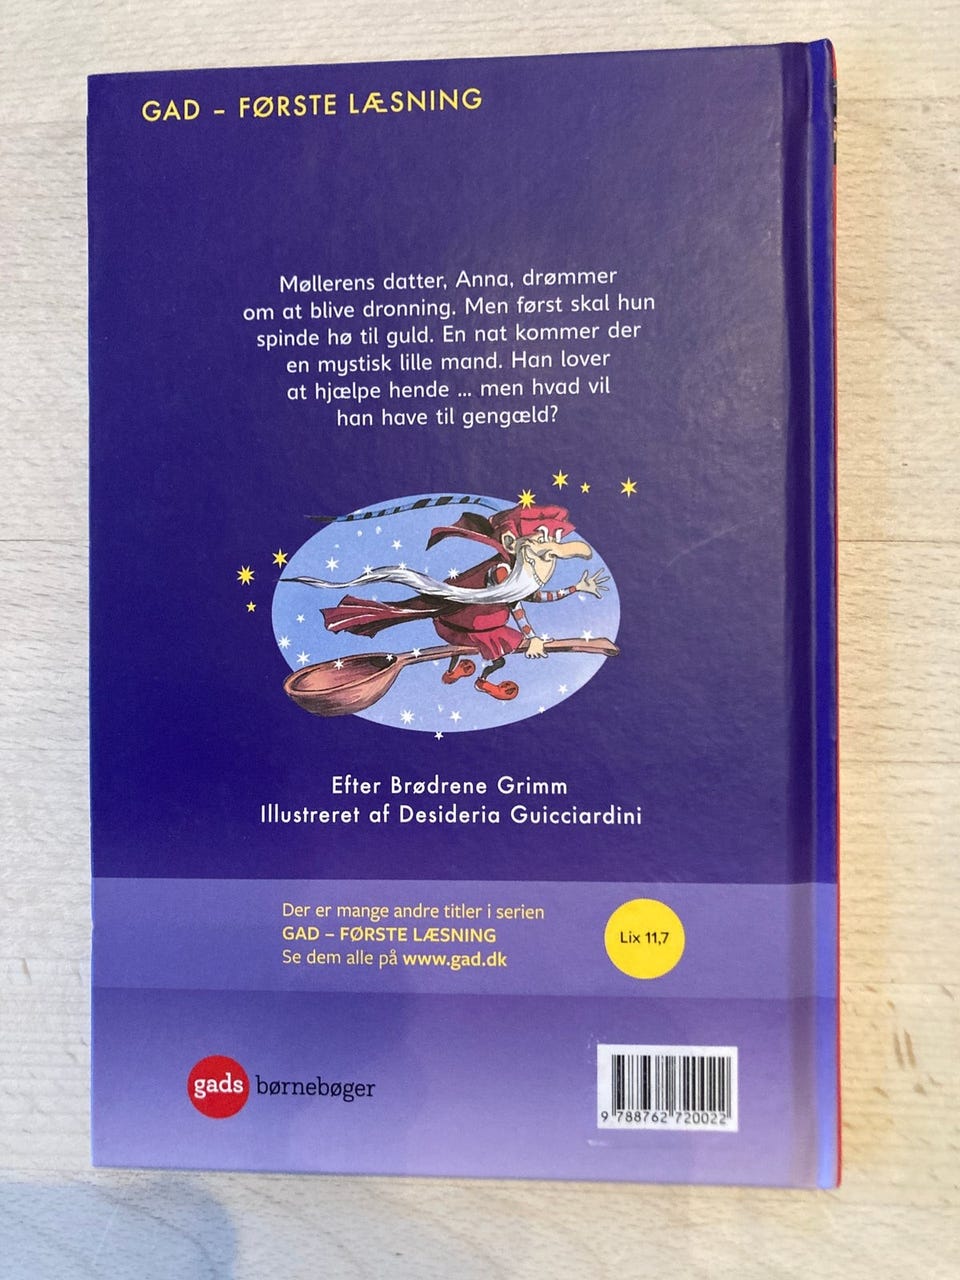 GAD – FØRSTE LÆSNING
Møllerens datter, Anna, drømmer
om at blive dronning. Men først skal hun
spinde hø til guld. En nat kommer der
en mystisk lille mand. Han lover
at hjælpe hende ... men hvad vil
han have til gengæld?
Efter Brødrene Grimm
Illustreret af Desideria Guicciardini
Der er mange andre titler i serien
GAD – FØRSTE LÆSNING
Se dem alle på www.gad.dk
Lix 11,7
gads børnebøger
9 788762 720022